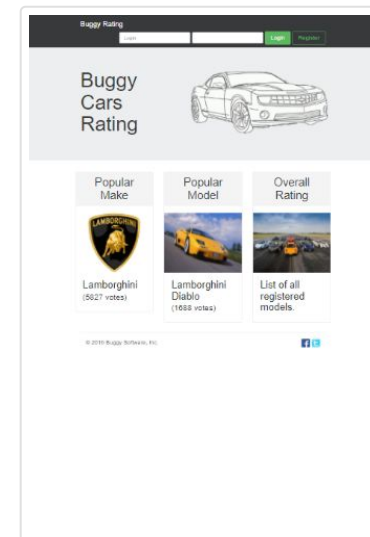 Buggy Rating
Login
Login
Register
Buggy
Cars
Rating
Popular
Make
Popular
Model
Overall
Rating
LAMBORGHINI
Lamborghini
(5827 votes)
Lamborghini
Diablo
(1688 votes)
List of all
registered
models.
© 2019 Buggy Software, Inc.